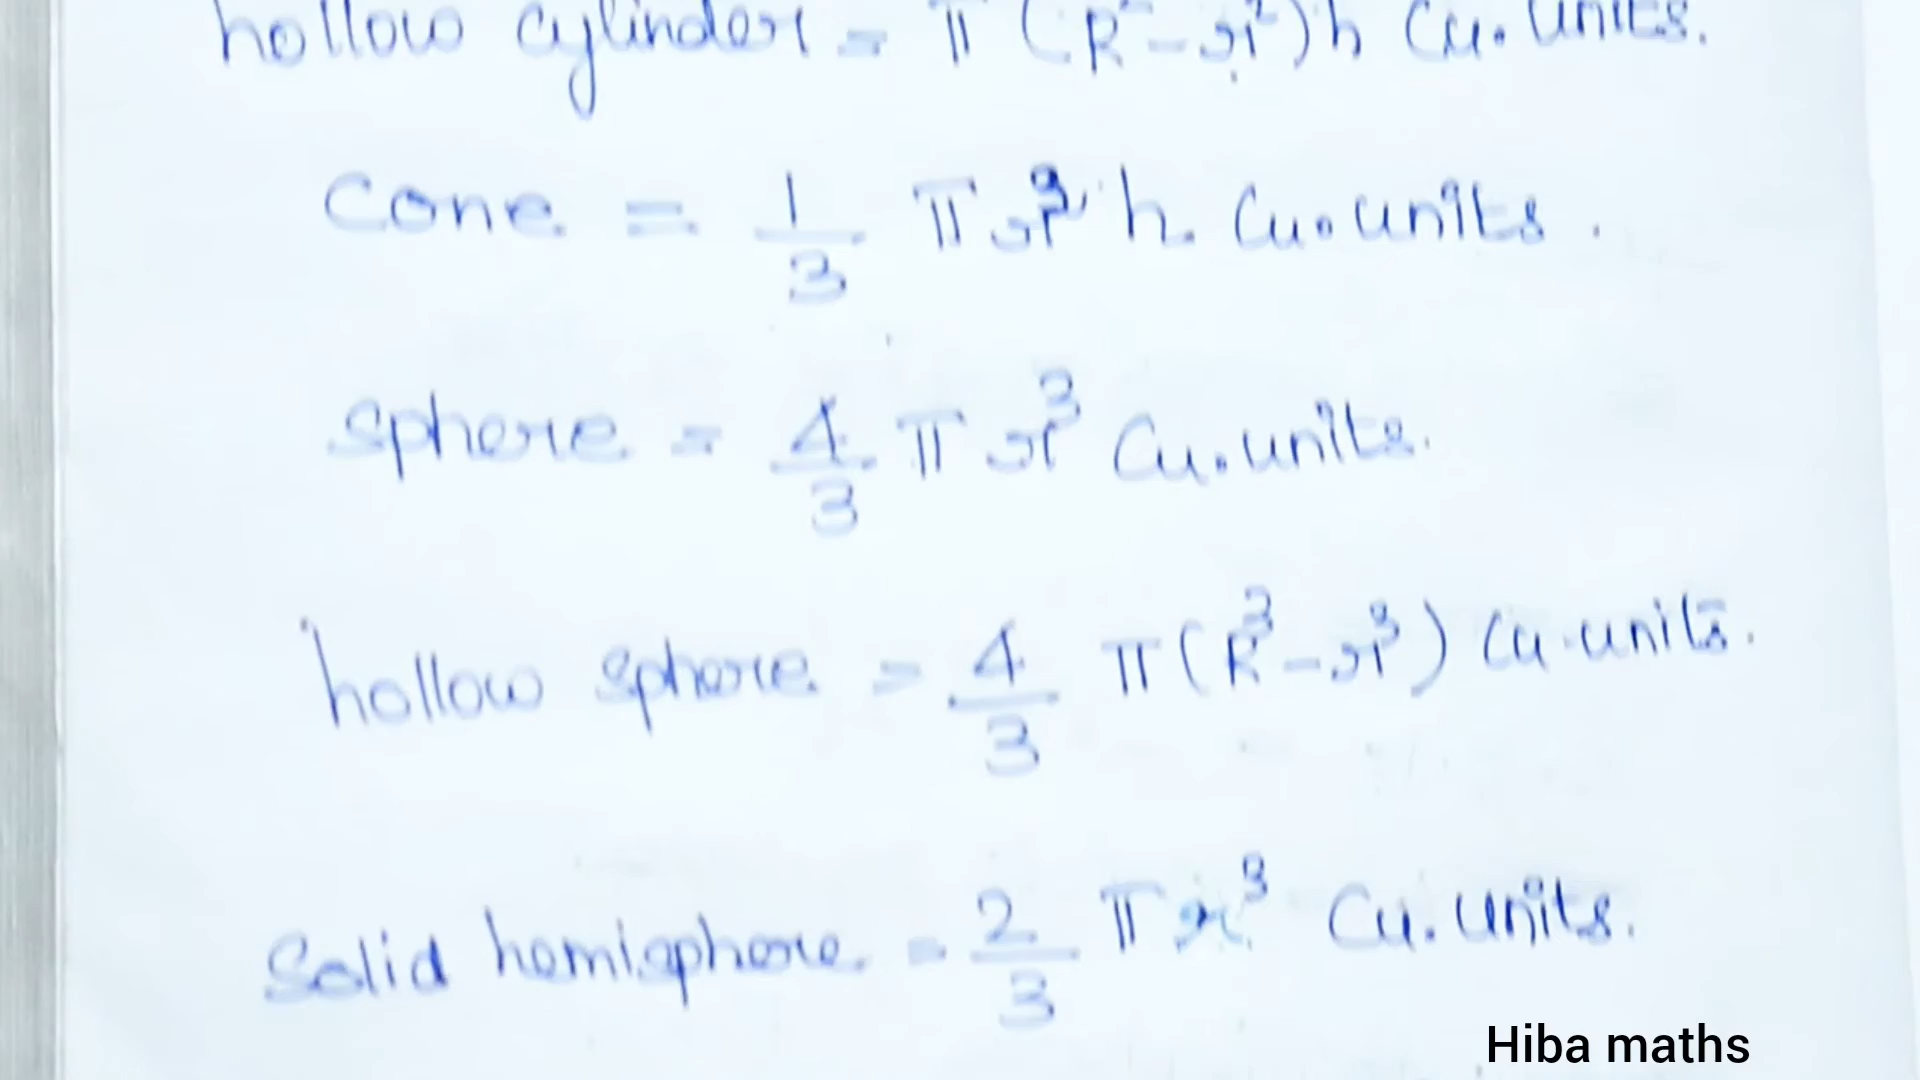 hollow cylinder = π (R² - r²) h Cu. Units.
Cone = 1/3 π r² h. Cu. units.
Sphere = 4/3 π r³ Cu. units.
hollow sphere = 4/3 π (R³ - r³) Cu. units.
Solid hemisphere = 2/3 π r³ Cu. Units.
Hiba maths